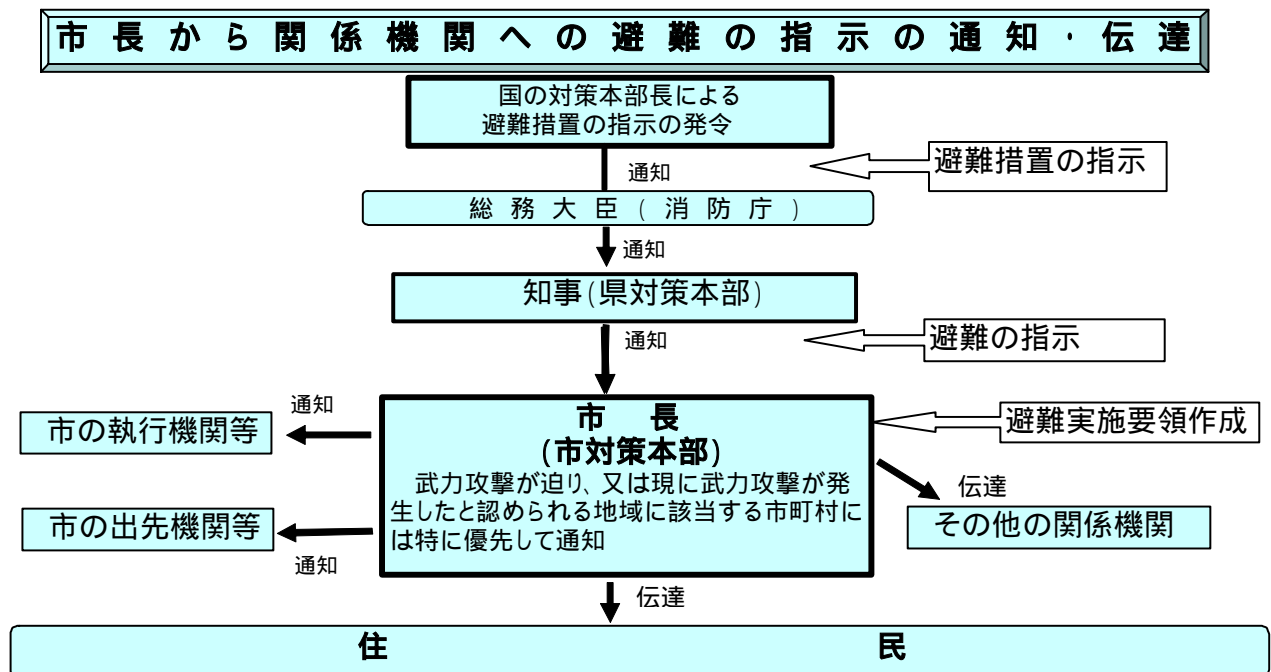 市長から関係機関への避難の指示の通知・伝達
国の対策本部長による
避難措置の指示の発令
避難措置の指示
通知
総務大臣(消防庁)
通知
知事(県対策本部)
通知
避難の指示
市 長
(市対策本部)
武力攻撃が迫り、又は現に武力攻撃が発
生したと認められる地域に該当する市町村に
は特に優先して通知
避難実施要領作成
通知
市の執行機関等
伝達
その他の関係機関
市の出先機関等
通知
伝達
住 民